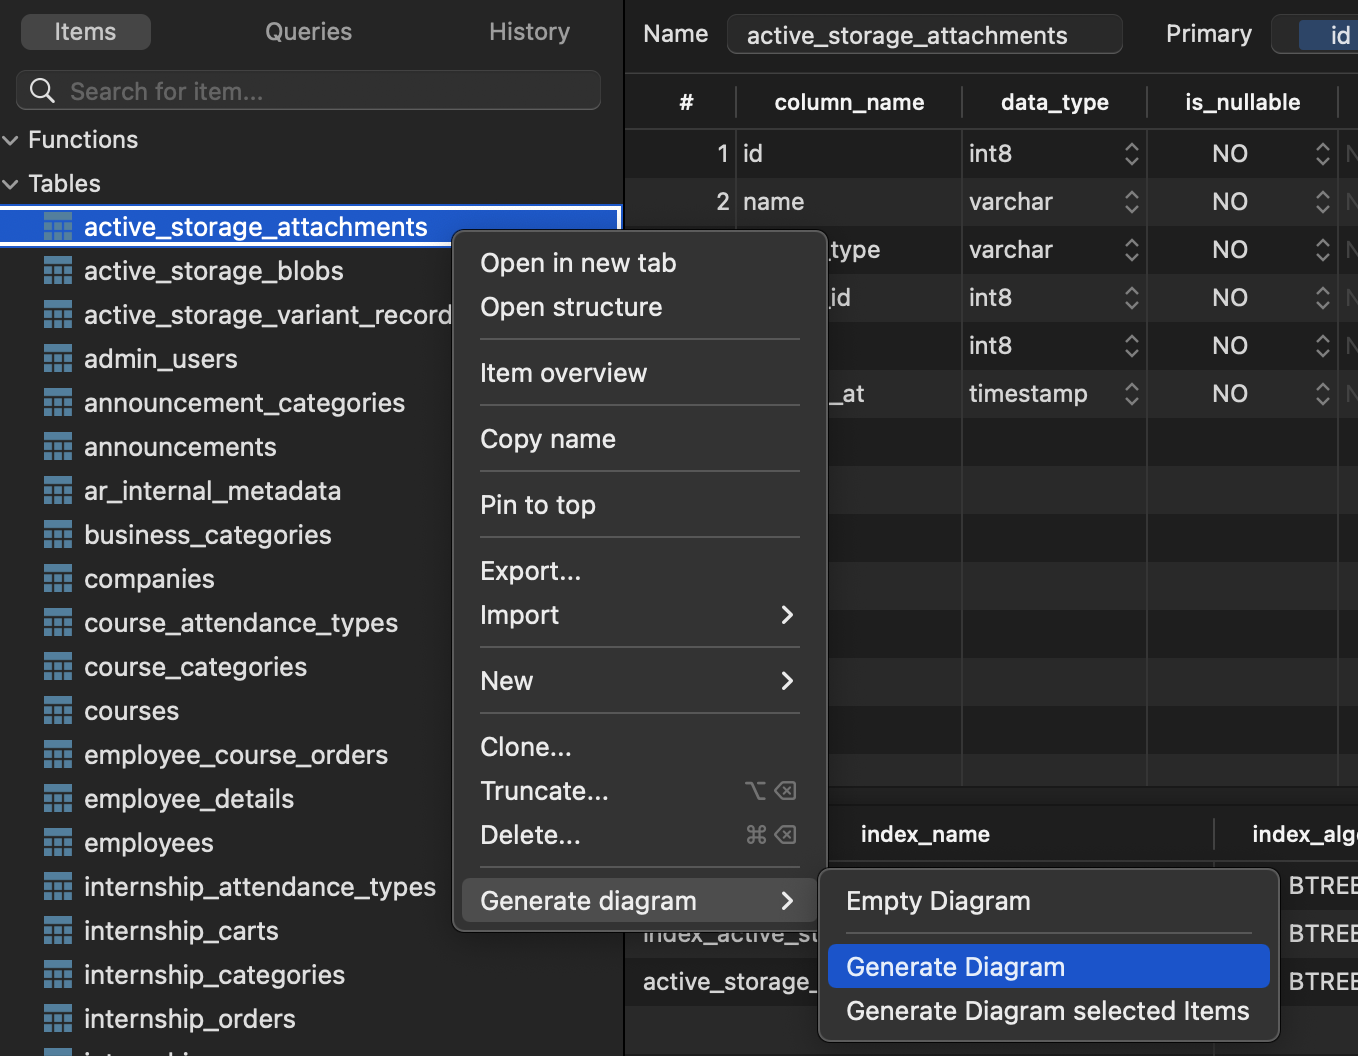 Items Queries History
Search for item...
Functions
Tables
active_storage_attachments
active_storage_blobs
active_storage_variant_record
admin_users
announcement_categories
announcements
ar_internal_metadata
business_categories
companies
course_attendance_types
course_categories
courses
employee_course_orders
employee_details
employees
internship_attendance_types
internship_carts
internship_categories
internship_orders
Name active_storage_attachments Primary id
# column_name data_type is_nullable
1 id int8 NO
2 name varchar NO
_type varchar NO
_id int8 NO
int8 NO
_at timestamp NO
Open in new tab
Open structure
Item overview
Copy name
Pin to top
Export...
Import
New
Clone...
Truncate... ⌥ ⌫
Delete... ⌘ ⌫
Generate diagram
index_name index_alg
BTREE
index_active_st BTREE
active_storage_ BTREE
Empty Diagram
Generate Diagram
Generate Diagram selected Items